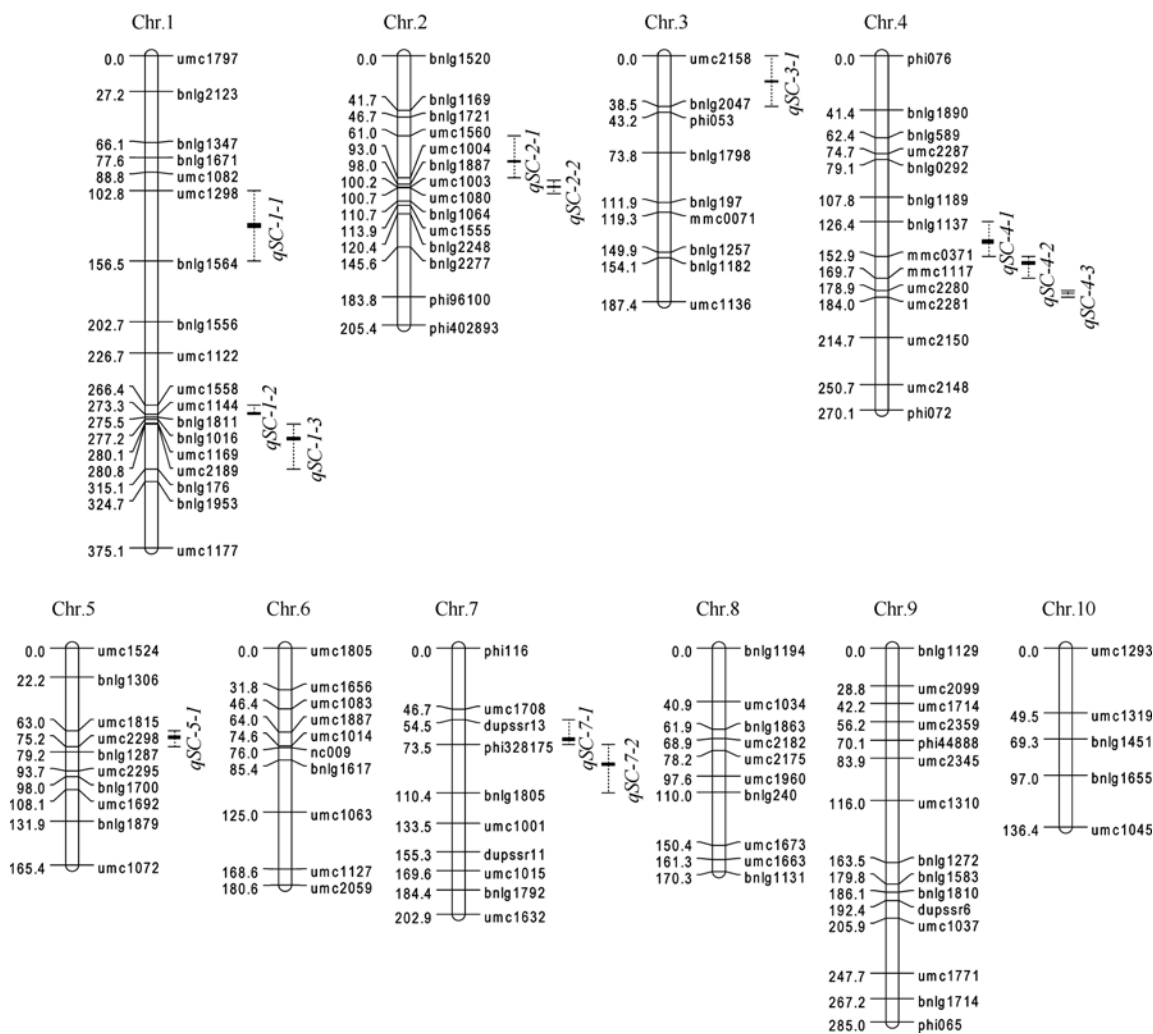 Chr.1
0.0 umc1797
27.2 bnlg2123
66.1 bnlg1347
77.6 bnlg1671
88.8 umc1082
102.8 umc1298
156.5 bnlg1564
202.7 bnlg1556
226.7 umc1122
266.4 umc1558
273.3 umc1144
275.5 bnlg1811
277.2 bnlg1016
280.1 umc1169
280.8 umc2189
315.1 bnlg176
324.7 bnlg1953
375.1 umc1177
qSC-1-1
qSC-1-2
qSC-1-3
Chr.2
0.0 bnlg1520
41.7 bnlg1169
46.7 bnlg1721
61.0 umc1560
93.0 umc1004
98.0 bnlg1887
100.2 umc1003
100.7 umc1080
110.7 bnlg1064
113.9 umc1555
120.4 bnlg2248
145.6 bnlg2277
183.8 phi96100
205.4 phi402893
qSC-2-1
qSC-2-2
Chr.3
0.0 umc2158
38.5 bnlg2047
43.2 phi053
73.8 bnlg1798
111.9 bnlg197
119.3 mmc0071
149.9 bnlg1257
154.1 bnlg1182
187.4 umc1136
qSC-3-1
Chr.4
0.0 phi076
41.4 bnlg1890
62.4 bnlg589
74.7 umc2287
79.1 bnlg0292
107.8 bnlg1189
126.4 bnlg1137
152.9 mmc0371
169.7 mmc1117
178.9 umc2280
184.0 umc2281
214.7 umc2150
250.7 umc2148
270.1 phi072
qSC-4-1
qSC-4-2
qSC-4-3
Chr.5
0.0 umc1524
22.2 bnlg1306
63.0 umc1815
75.2 umc2298
79.2 bnlg1287
93.7 umc2295
98.0 bnlg1700
108.1 umc1692
131.9 bnlg1879
165.4 umc1072
qSC-5-1
Chr.6
0.0 umc1805
31.8 umc1656
46.4 umc1083
64.0 umc1887
74.6 umc1014
76.0 nc009
85.4 bnlg1617
125.0 umc1063
168.6 umc1127
180.6 umc2059
Chr.7
0.0 phi116
46.7 umc1708
54.5 dupssr13
73.5 phi328175
110.4 bnlg1805
133.5 umc1001
155.3 dupssr11
169.6 umc1015
184.4 bnlg1792
202.9 umc1632
qSC-7-1
qSC-7-2
Chr.8
0.0 bnlg1194
40.9 umc1034
61.9 bnlg1863
68.9 umc2182
78.2 umc2175
97.6 umc1960
110.0 bnlg240
150.4 umc1673
161.3 umc1663
170.3 bnlg1131
Chr.9
0.0 bnlg1129
28.8 umc2099
42.2 umc1714
56.2 umc2359
70.1 phi44888
83.9 umc2345
116.0 umc1310
163.5 bnlg1272
179.8 bnlg1583
186.1 bnlg1810
192.4 dupssr6
205.9 umc1037
247.7 umc1771
267.2 bnlg1714
285.0 phi065
Chr.10
0.0 umc1293
49.5 umc1319
69.3 bnlg1451
97.0 bnlg1655
136.4 umc1045